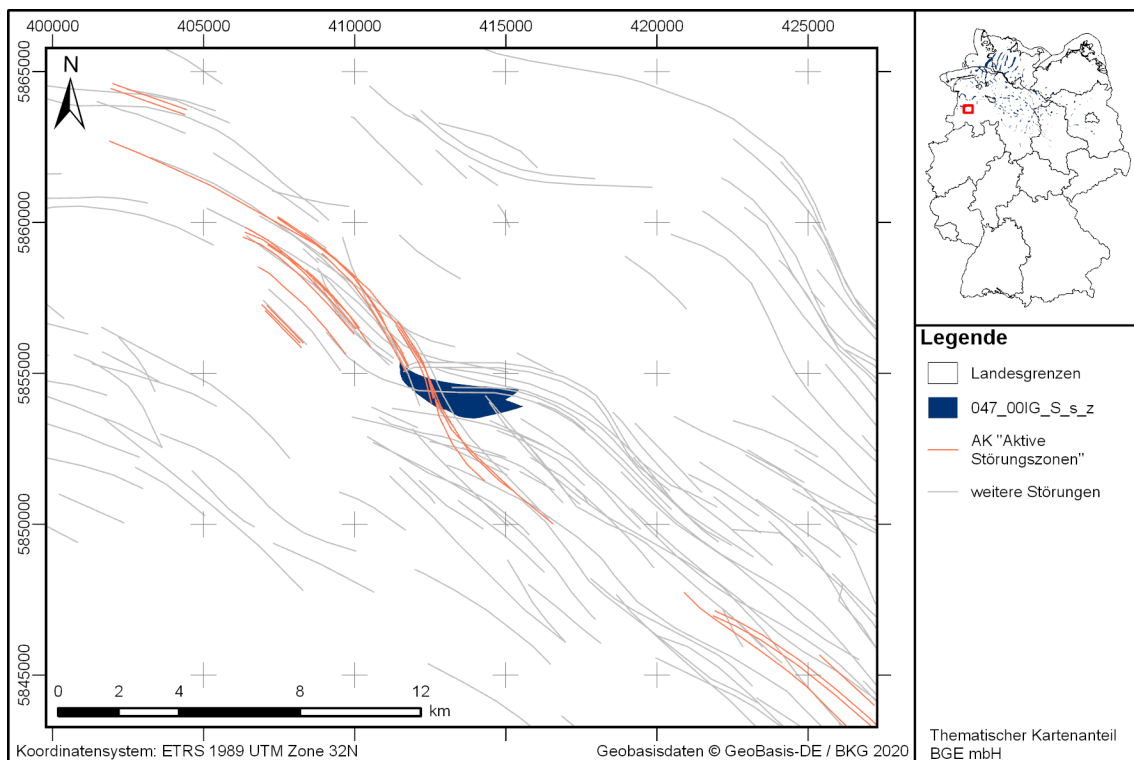 400000 405000 410000 415000 420000 425000
5865000
5860000
5855000
5850000
5845000
N
0 2 4 8 12
km
Koordinatensystem: ETRS 1989 UTM Zone 32N
Geobasisdaten © GeoBasis-DE / BKG 2020
Legende
Landesgrenzen
047_00IG_S_s_z
AK "Aktive
Störungszonen"
weitere Störungen
Thematischer Kartenanteil
BGE mbH